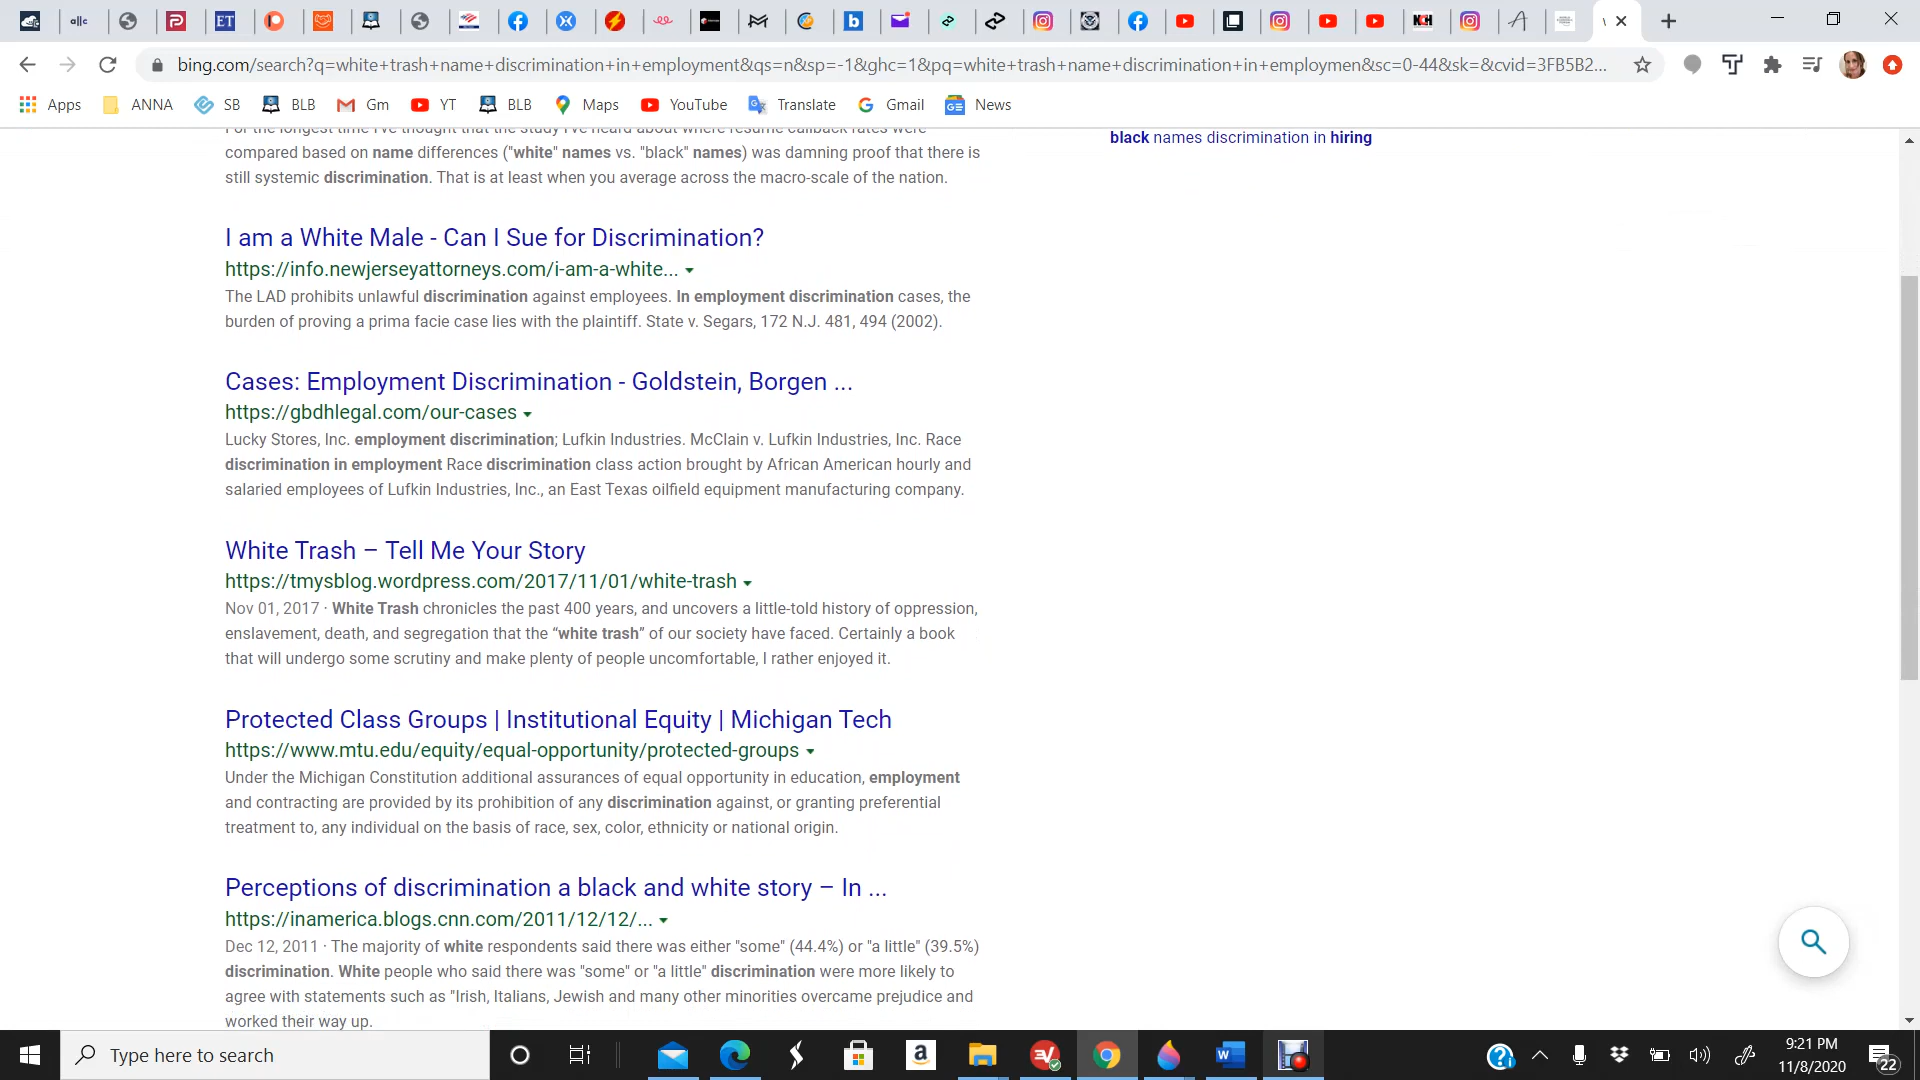 ET
b
KCH
bing.com/search?q=white+trash+name+discrimination+in+employment&qs=n&sp=-1&ghc=1&pq=white+trash+name+discrimination+in+employmen&sc=0-44&sk=&cvid=3FB5B2...
Apps ANNA SB BLB Gm YT BLB Maps YouTube Translate Gmail News
For the longest time I've thought that the study I've heard about where resume callback rates were
compared based on name differences ("white" names vs. "black" names) was damning proof that there is
still systemic discrimination. That is at least when you average across the macro-scale of the nation.
black names discrimination in hiring
I am a White Male - Can I Sue for Discrimination?
https://info.newjerseyattorneys.com/i-am-a-white...
The LAD prohibits unlawful discrimination against employees. In employment discrimination cases, the
burden of proving a prima facie case lies with the plaintiff. State v. Segars, 172 N.J. 481, 494 (2002).
Cases: Employment Discrimination - Goldstein, Borgen ...
https://gbdhlegal.com/our-cases
Lucky Stores, Inc. employment discrimination; Lufkin Industries. McClain v. Lufkin Industries, Inc. Race
discrimination in employment Race discrimination class action brought by African American hourly and
salaried employees of Lufkin Industries, Inc., an East Texas oilfield equipment manufacturing company.
White Trash – Tell Me Your Story
https://tmysblog.wordpress.com/2017/11/01/white-trash
Nov 01, 2017 · White Trash chronicles the past 400 years, and uncovers a little-told history of oppression,
enslavement, death, and segregation that the “white trash” of our society have faced. Certainly a book
that will undergo some scrutiny and make plenty of people uncomfortable, I rather enjoyed it.
Protected Class Groups | Institutional Equity | Michigan Tech
https://www.mtu.edu/equity/equal-opportunity/protected-groups
Under the Michigan Constitution additional assurances of equal opportunity in education, employment
and contracting are provided by its prohibition of any discrimination against, or granting preferential
treatment to, any individual on the basis of race, sex, color, ethnicity or national origin.
Perceptions of discrimination a black and white story – In ...
https://inamerica.blogs.cnn.com/2011/12/12/...
Dec 12, 2011 · The majority of white respondents said there was either "some" (44.4%) or "a little" (39.5%)
discrimination. White people who said there was "some" or "a little" discrimination were more likely to
agree with statements such as "Irish, Italians, Jewish and many other minorities overcame prejudice and
worked their way up.
Type here to search
9:21 PM
11/8/2020
22